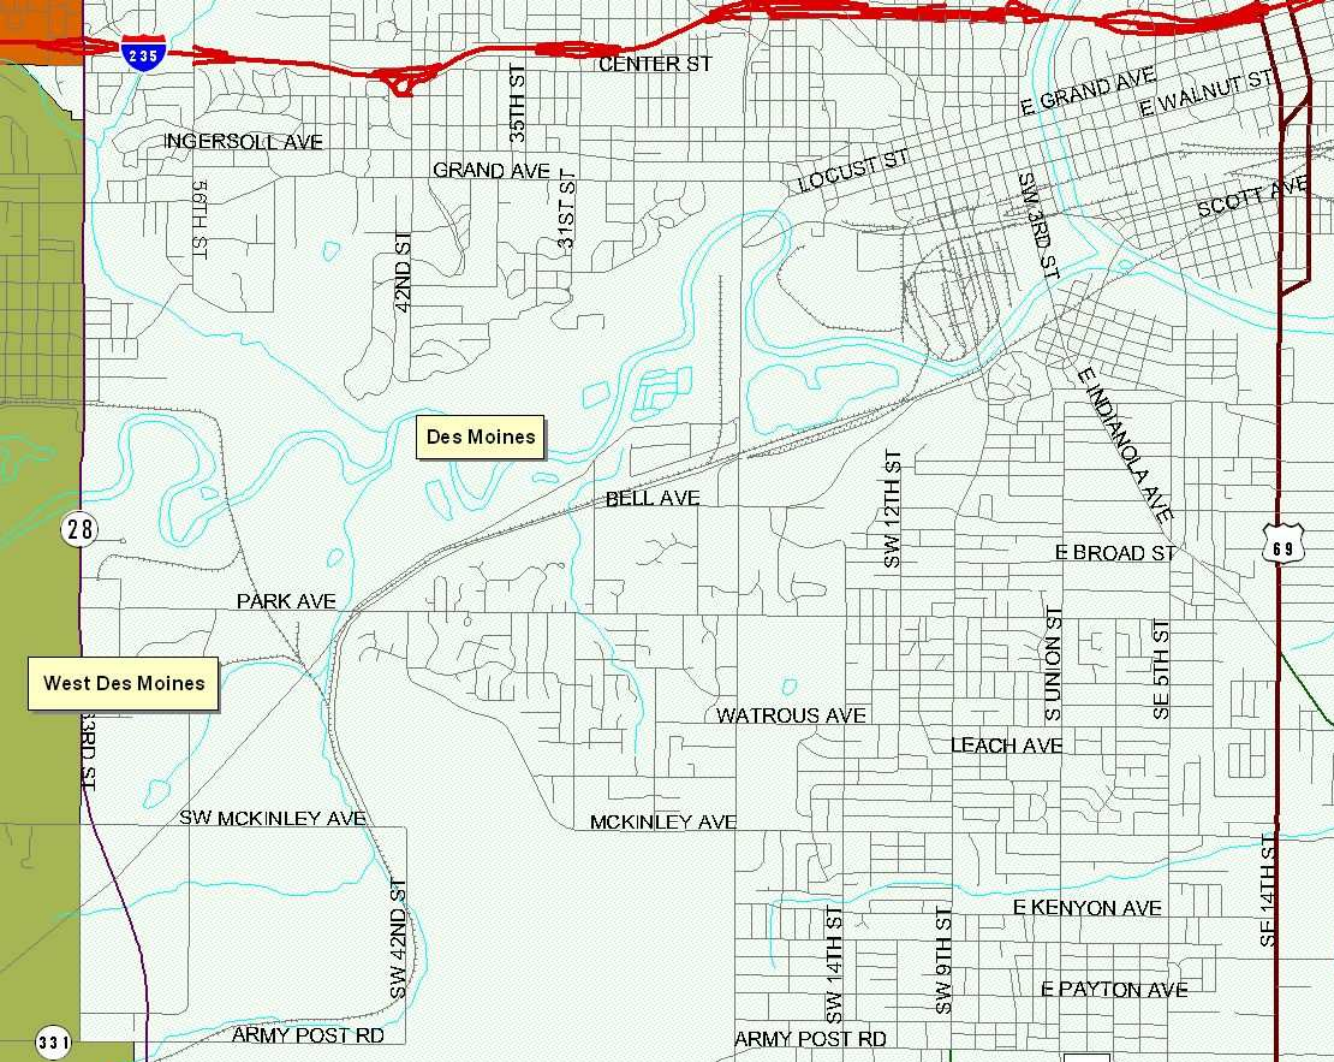 235
CENTER ST
35TH ST
E GRAND AVE
E WALNUT ST
INGERSOLL AVE
GRAND AVE
LOCUST ST
56TH ST
31ST ST
42ND ST
SW 3RD ST
SCOTT AVE
E INDIANOLA AVE
Des Moines
BELL AVE
SW 12TH ST
28
E BROAD ST
69
PARK AVE
S UNION ST
SE 5TH ST
West Des Moines
63RD ST
WATROUS AVE
LEACH AVE
SW MCKINLEY AVE
MCKINLEY AVE
SE 14TH ST
SW 42ND ST
SW 14TH ST
SW 9TH ST
E KENYON AVE
E PAYTON AVE
331
ARMY POST RD
ARMY POST RD